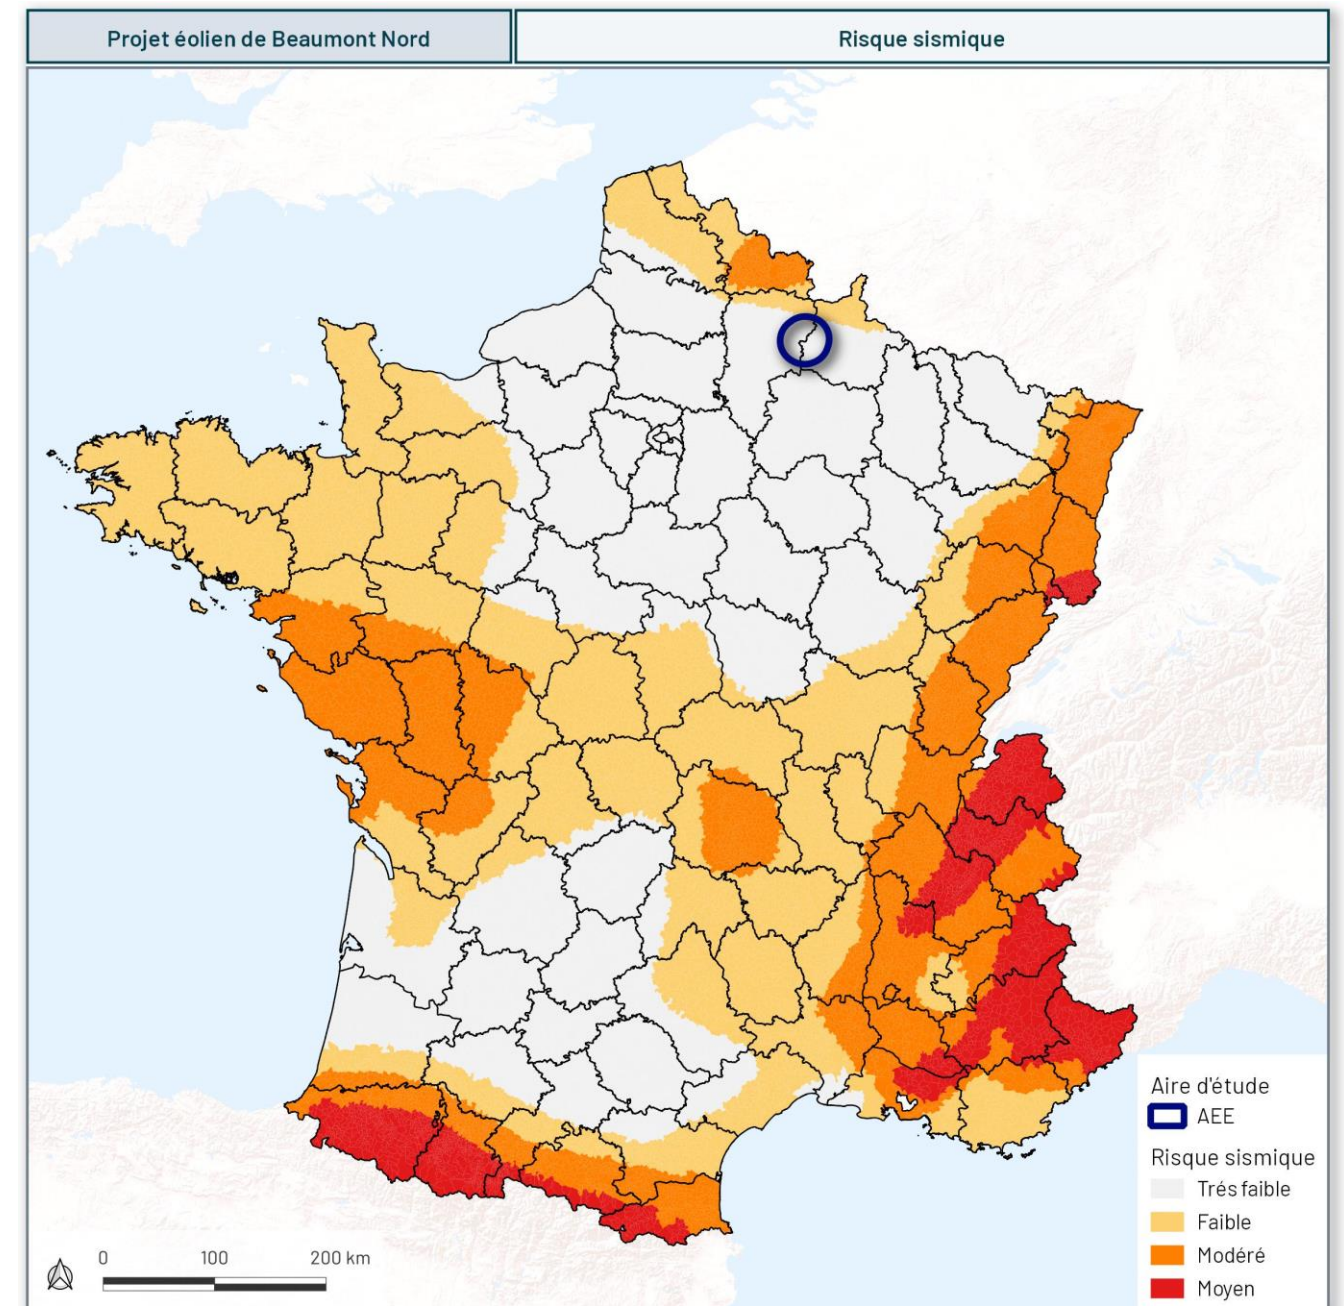 Projet éolien de Beaumont Nord
Risque sismique
Aire d'étude
AEE
Risque sismique
Trés faible
Faible
Modéré
Moyen
0 100 200 km